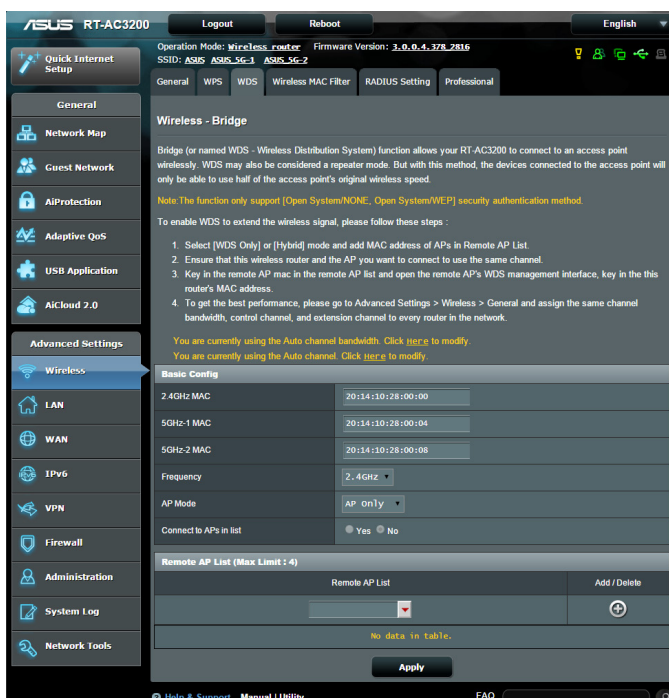 ASUS RT-AC3200
Logout
Reboot
English
Quick Internet
Setup
Operation Mode: Wireless router Firmware Version: 3.0.0.4.378_2816
SSID: ASUS ASUS_5G-1 ASUS_5G-2
General
WPS
WDS
Wireless MAC Filter
RADIUS Setting
Professional
General
Network Map
Guest Network
AiProtection
Adaptive QoS
USB Application
AiCloud 2.0
Advanced Settings
Wireless
LAN
WAN
IPv6
VPN
Firewall
Administration
System Log
Network Tools
Wireless - Bridge
Bridge (or named WDS - Wireless Distribution System) function allows your RT-AC3200 to connect to an access point
wirelessly. WDS may also be considered a repeater mode. But with this method, the devices connected to the access point will
only be able to use half of the access point's original wireless speed.
Note:The function only support [Open System/NONE, Open System/WEP] security authentication method.
To enable WDS to extend the wireless signal, please follow these steps :
1. Select [WDS Only] or [Hybrid] mode and add MAC address of APs in Remote AP List.
2. Ensure that this wireless router and the AP you want to connect to use the same channel.
3. Key in the remote AP mac in the remote AP list and open the remote AP's WDS management interface, key in the this
router's MAC address.
4. To get the best performance, please go to Advanced Settings > Wireless > General and assign the same channel
bandwidth, control channel, and extension channel to every router in the network.
You are currently using the Auto channel bandwidth. Click Here to modify.
You are currently using the Auto channel. Click Here to modify.
Basic Config
2.4GHz MAC 20:14:10:28:00:00
5GHz-1 MAC 20:14:10:28:00:04
5GHz-2 MAC 20:14:10:28:00:08
Frequency 2.4GHz
AP Mode AP Only
Connect to APs in list Yes No
Remote AP List (Max Limit : 4)
Remote AP List Add / Delete
No data in table.
Apply
Help & Support Manual | Utility FAQ